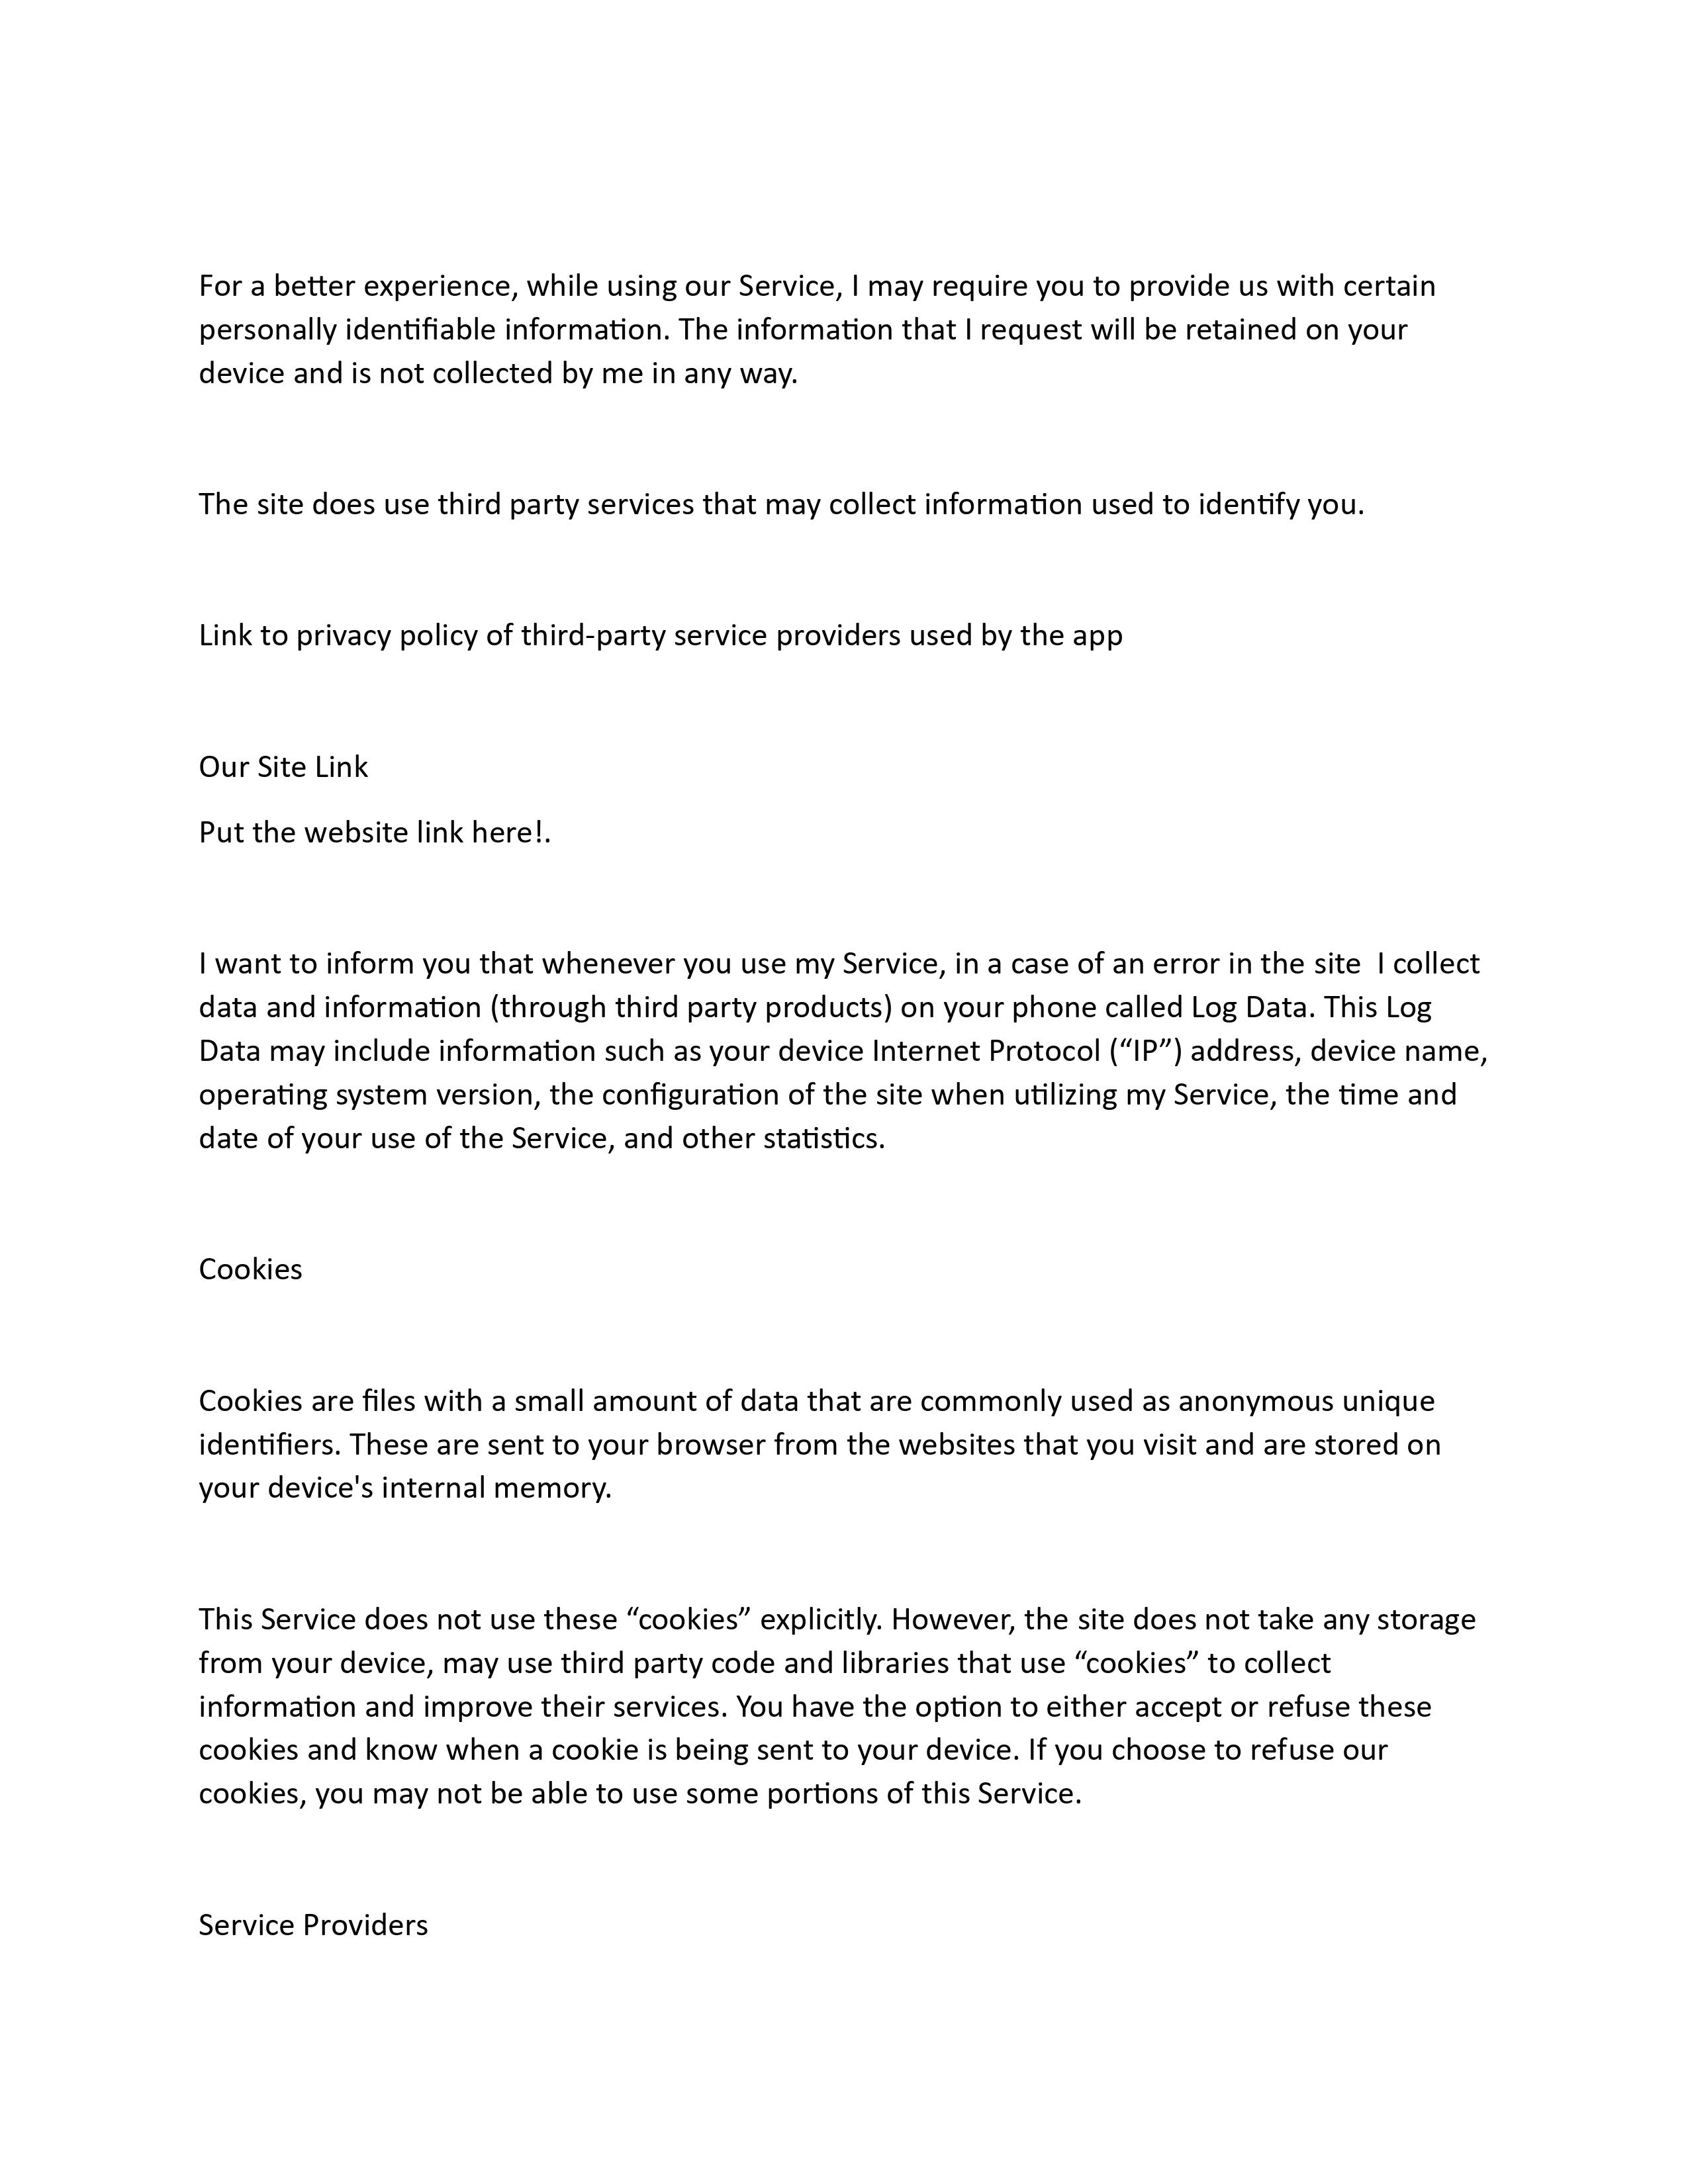 For a better experience, while using our Service, I may require you to provide us with certain
personally identifiable information. The information that I request will be retained on your
device and is not collected by me in any way.
The site does use third party services that may collect information used to identify you.
Link to privacy policy of third-party service providers used by the app
Our Site Link
Put the website link here!.
I want to inform you that whenever you use my Service, in a case of an error in the site  I collect
data and information (through third party products) on your phone called Log Data. This Log
Data may include information such as your device Internet Protocol (“IP”) address, device name,
operating system version, the configuration of the site when utilizing my Service, the time and
date of your use of the Service, and other statistics.
Cookies
Cookies are files with a small amount of data that are commonly used as anonymous unique
identifiers. These are sent to your browser from the websites that you visit and are stored on
your device's internal memory.
This Service does not use these “cookies” explicitly. However, the site does not take any storage
from your device, may use third party code and libraries that use “cookies” to collect
information and improve their services. You have the option to either accept or refuse these
cookies and know when a cookie is being sent to your device. If you choose to refuse our
cookies, you may not be able to use some portions of this Service.
Service Providers